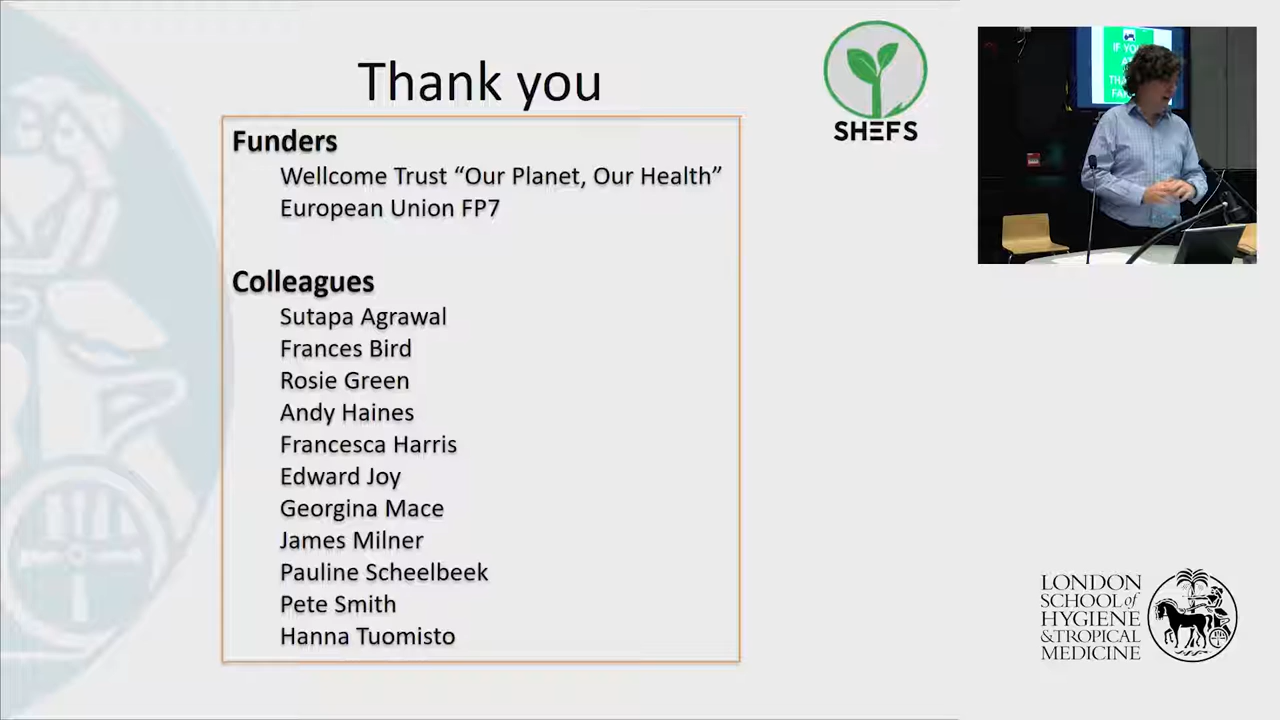 Thank you
SHEFS
Funders
Wellcome Trust “Our Planet, Our Health”
European Union FP7
Colleagues
Sutapa Agrawal
Frances Bird
Rosie Green
Andy Haines
Francesca Harris
Edward Joy
Georgina Mace
James Milner
Pauline Scheelbeek
Pete Smith
Hanna Tuomisto
LONDON
SCHOOL of
HYGIENE
& TROPICAL
MEDICINE
IF YO